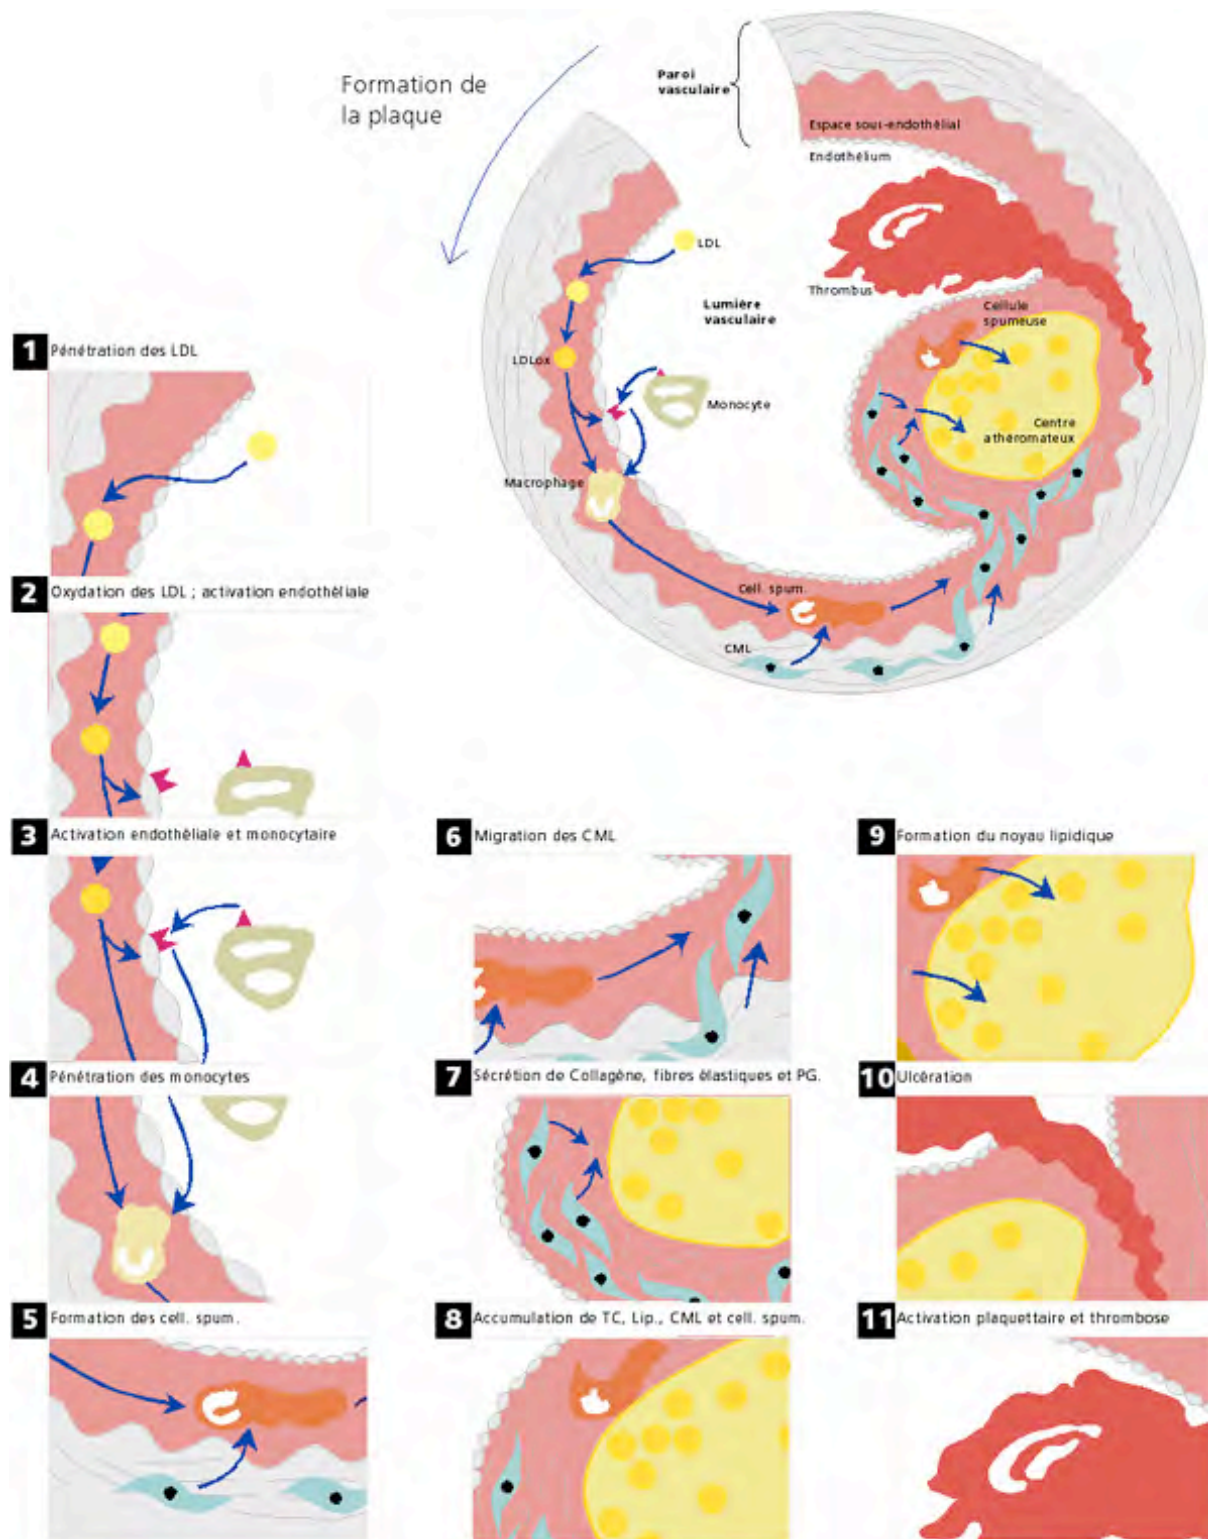 Formation de
la plaque
Paroi
vasculaire
Espace sous-endothélial
Endothélium
LDL
Thrombus
Lumière
vasculaire
Cellule
spumeuse
LDLox
Monocyte
Centre
athéromateux
Macrophage
Cell. spum.
CML
1 Pénétration des LDL
2 Oxydation des LDL ; activation endothéliale
3 Activation endothéliale et monocytaire
4 Pénétration des monocytes
5 Formation des cell. spum.
6 Migration des CML
7 Sécrétion de Collagène, fibres élastiques et PG.
8 Accumulation de TC, Lip., CML et cell. spum.
9 Formation du noyau lipidique
10 Ulcération
11 Activation plaquettaire et thrombose